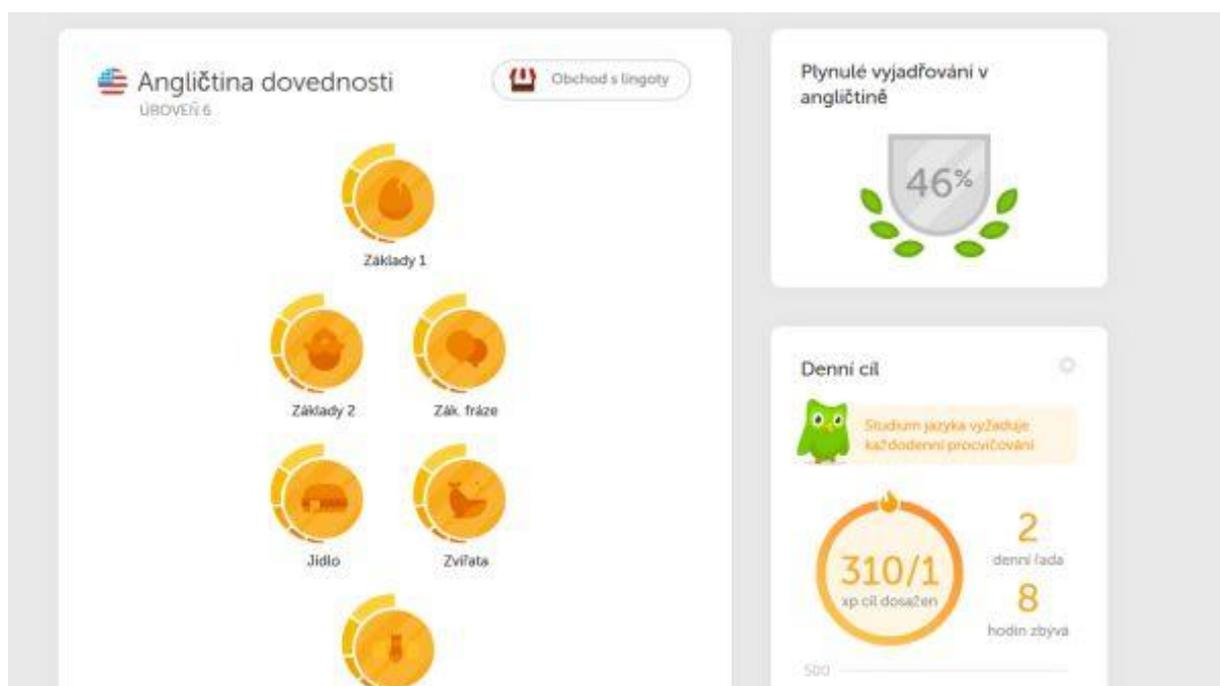 Angličtina dovednosti
ÚROVEŇ 6
Obchod s lingoty
Základy 1
Základy 2
Zák. fráze
Jídlo
Zvířata
Plynulé vyjadřování v
angličtině
46%
Denní cíl
Studium jazyka vyžaduje
každodenní procvičování
310/1
xp cíl dosažen
2
denní řada
8
hodin zbývá
500